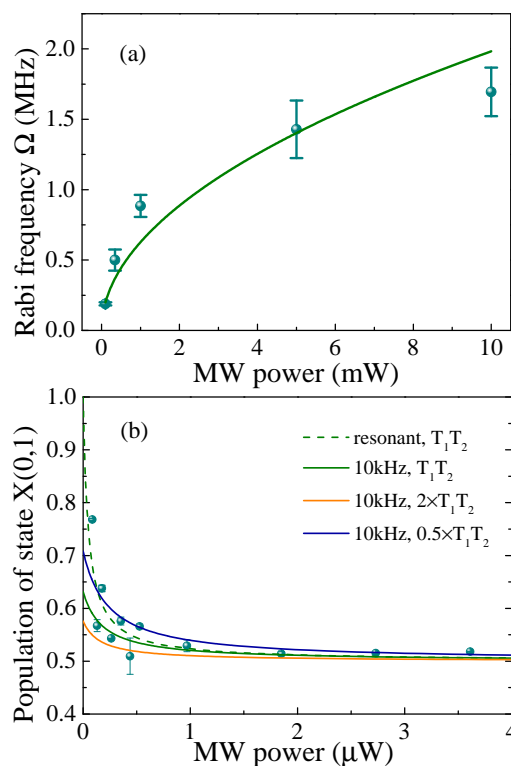 (a)
2.0
1.5
1.0
0.5
0.0
Rabi frequency Ω (MHz)
0 2 4 6 8 10
MW power (mW)
(b)
1.0
0.9
0.8
0.7
0.6
0.5
0.4
Population of state X(0,1)
resonant, T₁T₂
10kHz, T₁T₂
10kHz, 2×T₁T₂
10kHz, 0.5×T₁T₂
0 1 2 3 4
MW power (μW)